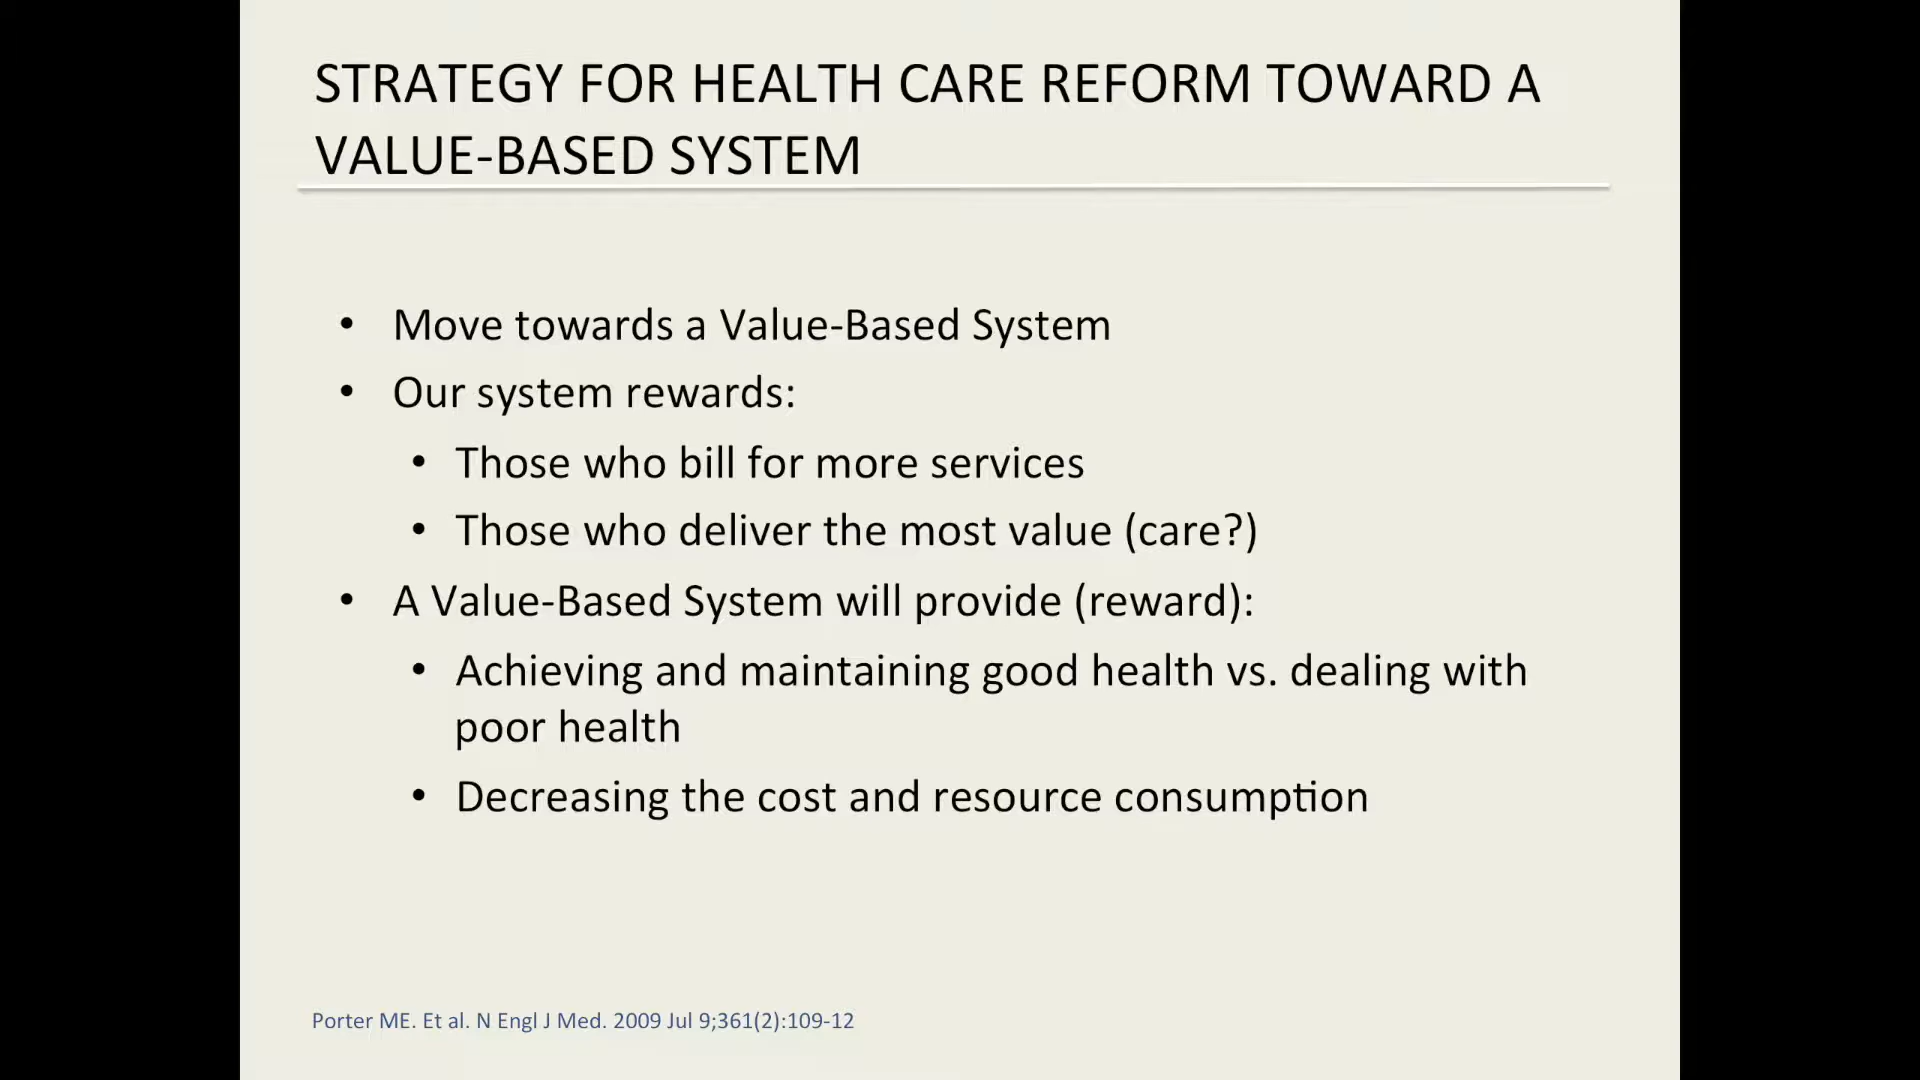 STRATEGY FOR HEALTH CARE REFORM TOWARD A
VALUE-BASED SYSTEM
• Move towards a Value-Based System
• Our system rewards:
• Those who bill for more services
• Those who deliver the most value (care?)
• A Value-Based System will provide (reward):
• Achieving and maintaining good health vs. dealing with
poor health
• Decreasing the cost and resource consumption
Porter ME. Et al. N Engl J Med. 2009 Jul 9;361(2):109-12